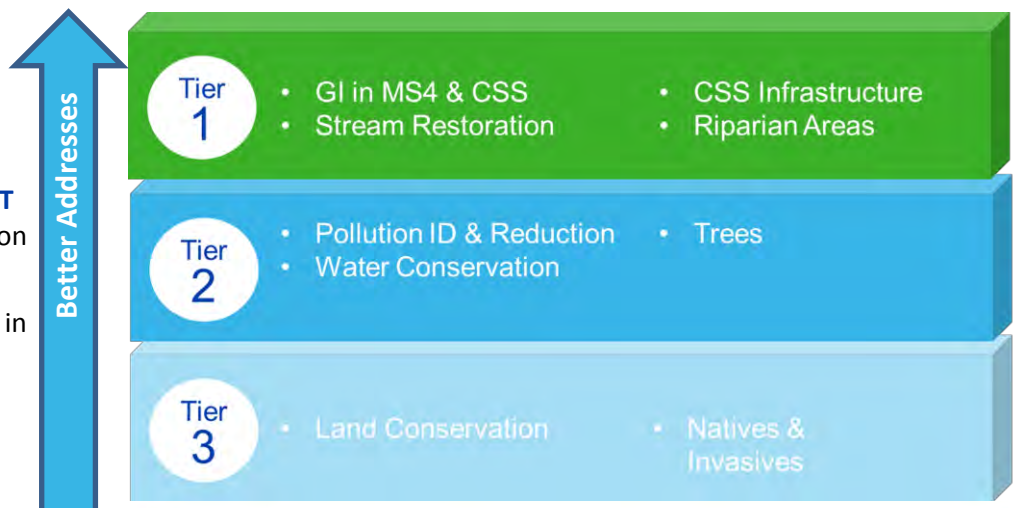 T
on
in
Better Addresses
Tier
1
• GI in MS4 & CSS
• Stream Restoration
• CSS Infrastructure
• Riparian Areas
Tier
2
• Pollution ID & Reduction
• Water Conservation
• Trees
Tier
3
• Land Conservation
• Natives &
Invasives